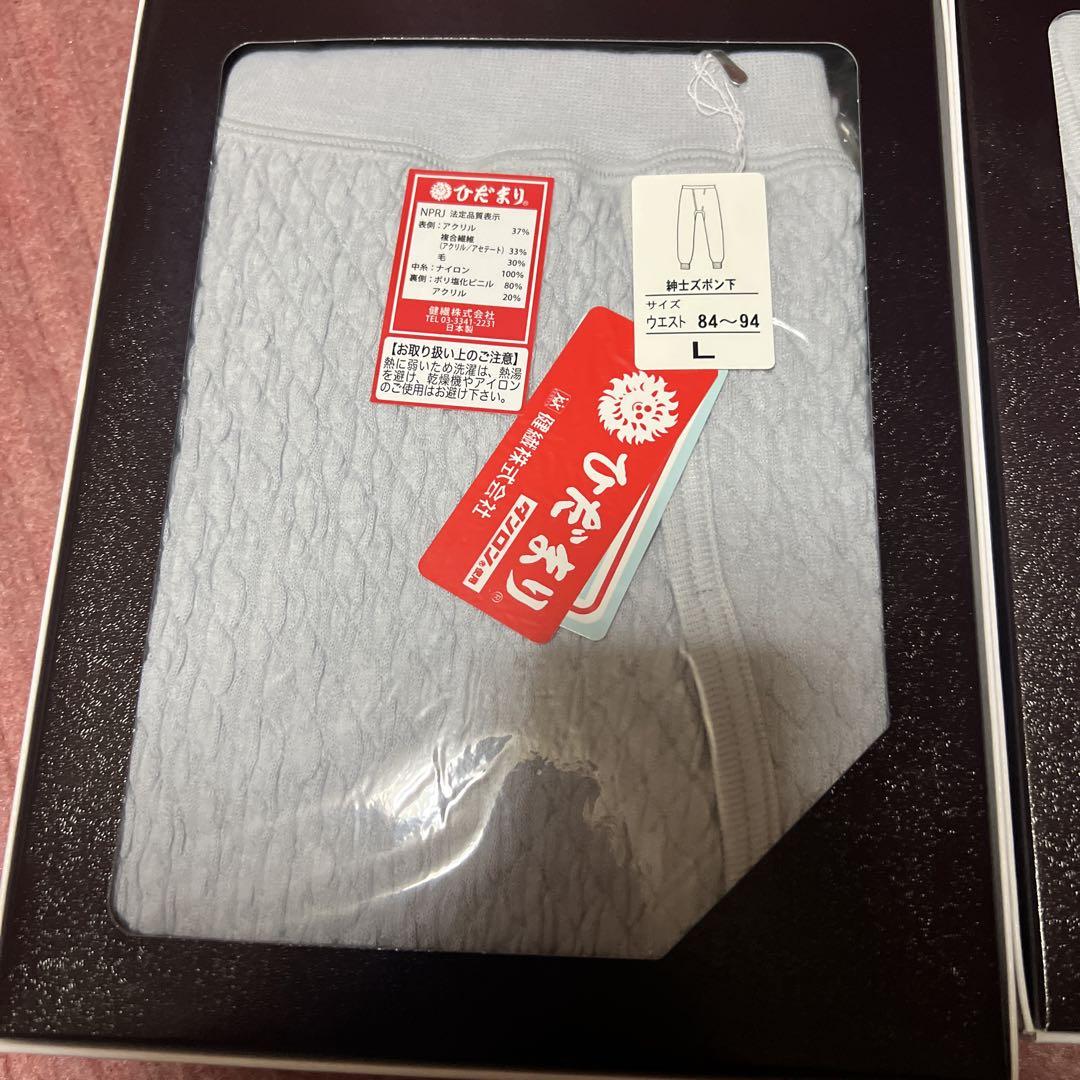 ひだまり®
NPRJ 法定品質表示
表側：アクリル 37%
複合繊維
（アクリル／アセテート） 33%
毛 30%
中糸：ナイロン 100%
裏側：ポリ塩化ビニル 80%
アクリル 20%
健繊株式会社
TEL 03-3341-2231
日本製
【お取り扱い上のご注意】
熱に弱いため洗濯は、熱湯
を避け、乾燥機やアイロン
のご使用はお避け下さい。
紳士ズボン下
サイズ
ウエスト 84〜94
L
ひだまり®
健繊株式会社
ダンロン®使用